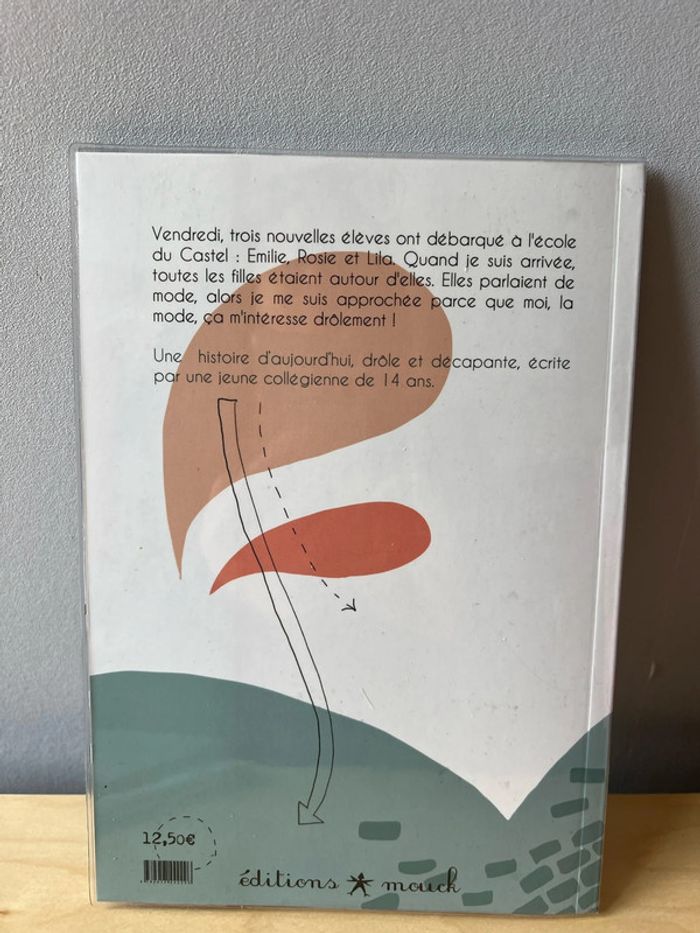 Vendredi, trois nouvelles élèves ont débarqué à l'école
du Castel : Emilie, Rosie et Lila. Quand je suis arrivée,
toutes les filles étaient autour d'elles. Elles parlaient de
mode, alors je me suis approchée parce que moi, la
mode, ça m'intéresse drôlement !
Une histoire d'aujourd'hui, drôle et décapante, écrite
par une jeune collégienne de 14 ans.
12,50€
éditions mouck